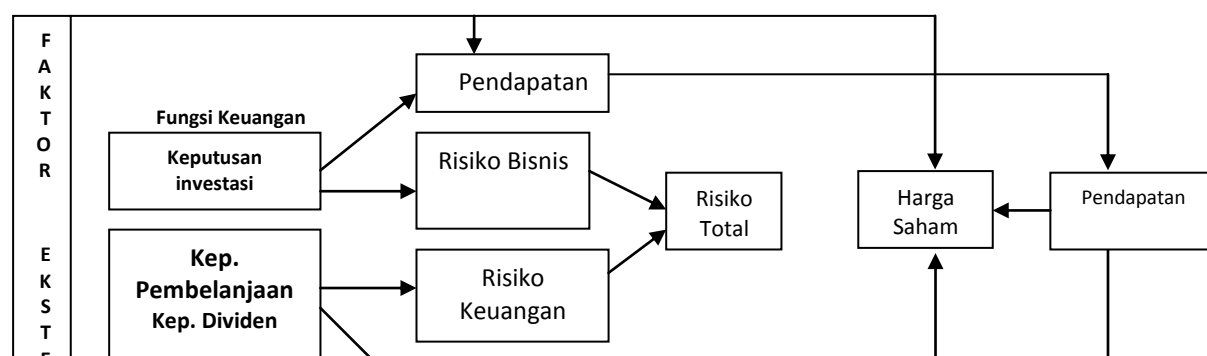 F
A
K
T
O
R
E
K
S
T
Fungsi Keuangan
Keputusan
investasi
Kep.
Pembelanjaan
Kep. Dividen
Pendapatan
Risiko Bisnis
Risiko
Keuangan
Risiko
Total
Harga
Saham
Pendapatan